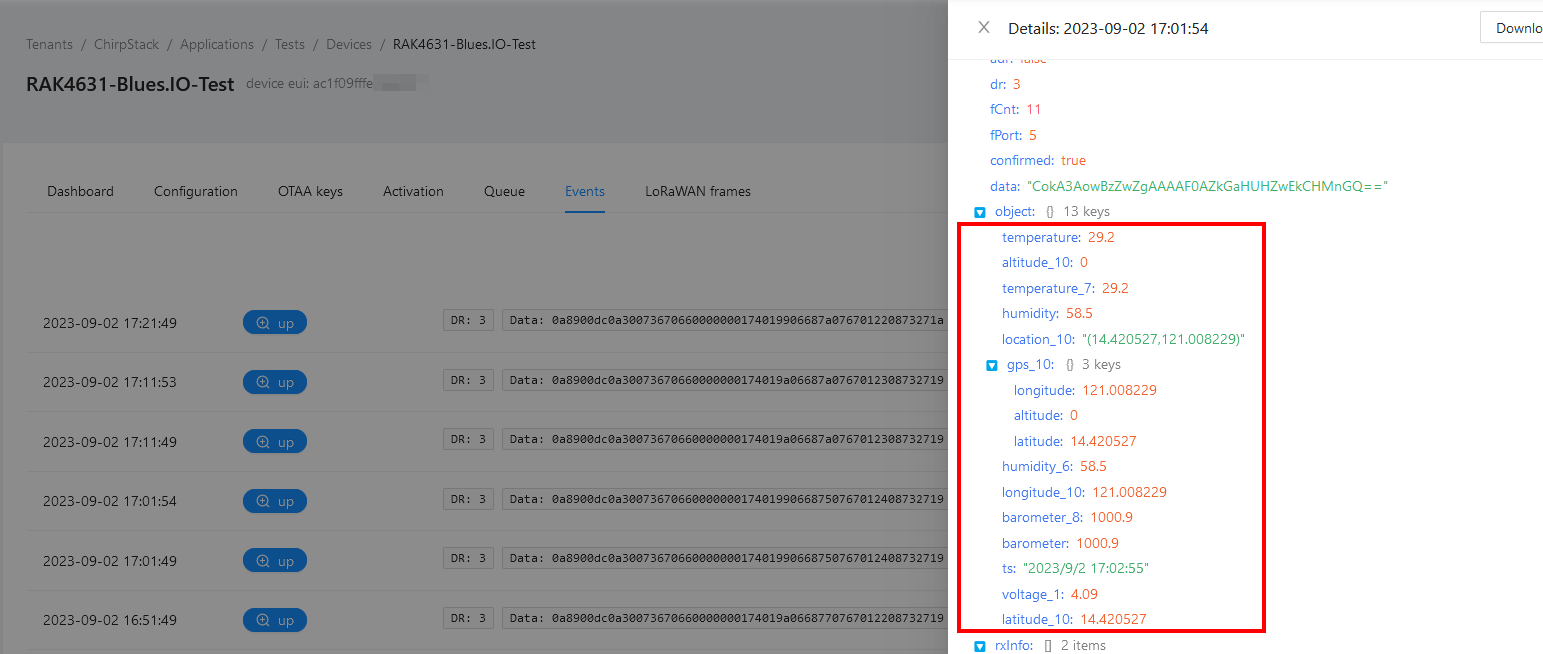 Tenants / ChirpStack / Applications / Tests / Devices / RAK4631-Blues.IO-Test
RAK4631-Blues.IO-Test device eui: ac1f09fffe
Dashboard Configuration OTAA keys Activation Queue Events LoRaWAN frames
2023-09-02 17:21:49 up DR: 3 Data: 0a8900dc0a300736706600000000174019906687a076701220873271a
2023-09-02 17:11:53 up DR: 3 Data: 0a8900dc0a300736706600000000174019a06687a0767012308732719
2023-09-02 17:11:49 up DR: 3 Data: 0a8900dc0a300736706600000000174019a06687a0767012308732719
2023-09-02 17:01:54 up DR: 3 Data: 0a8900dc0a3007367066000000001740199066875076701240873 2719
2023-09-02 17:01:49 up DR: 3 Data: 0a8900dc0a30073670660000000017401990668750767012408732719
2023-09-02 16:51:49 up DR: 3 Data: 0a8900dc0a30073670660000000017401a0668770767012208732719
Details: 2023-09-02 17:01:54
Downlo
adr: false
dr: 3
fCnt: 11
fPort: 5
confirmed: true
data: "CokA3AowBzZwZgAAAAF0AZkGaHUHZwEkCHMnGQ=="
object: {} 13 keys
temperature: 29.2
altitude_10: 0
temperature_7: 29.2
humidity: 58.5
location_10: "(14.420527,121.008229)"
gps_10: {} 3 keys
longitude: 121.008229
altitude: 0
latitude: 14.420527
humidity_6: 58.5
longitude_10: 121.008229
barometer_8: 1000.9
barometer: 1000.9
ts: "2023/9/2 17:02:55"
voltage_1: 4.09
latitude_10: 14.420527
rxInfo: [] 2 items